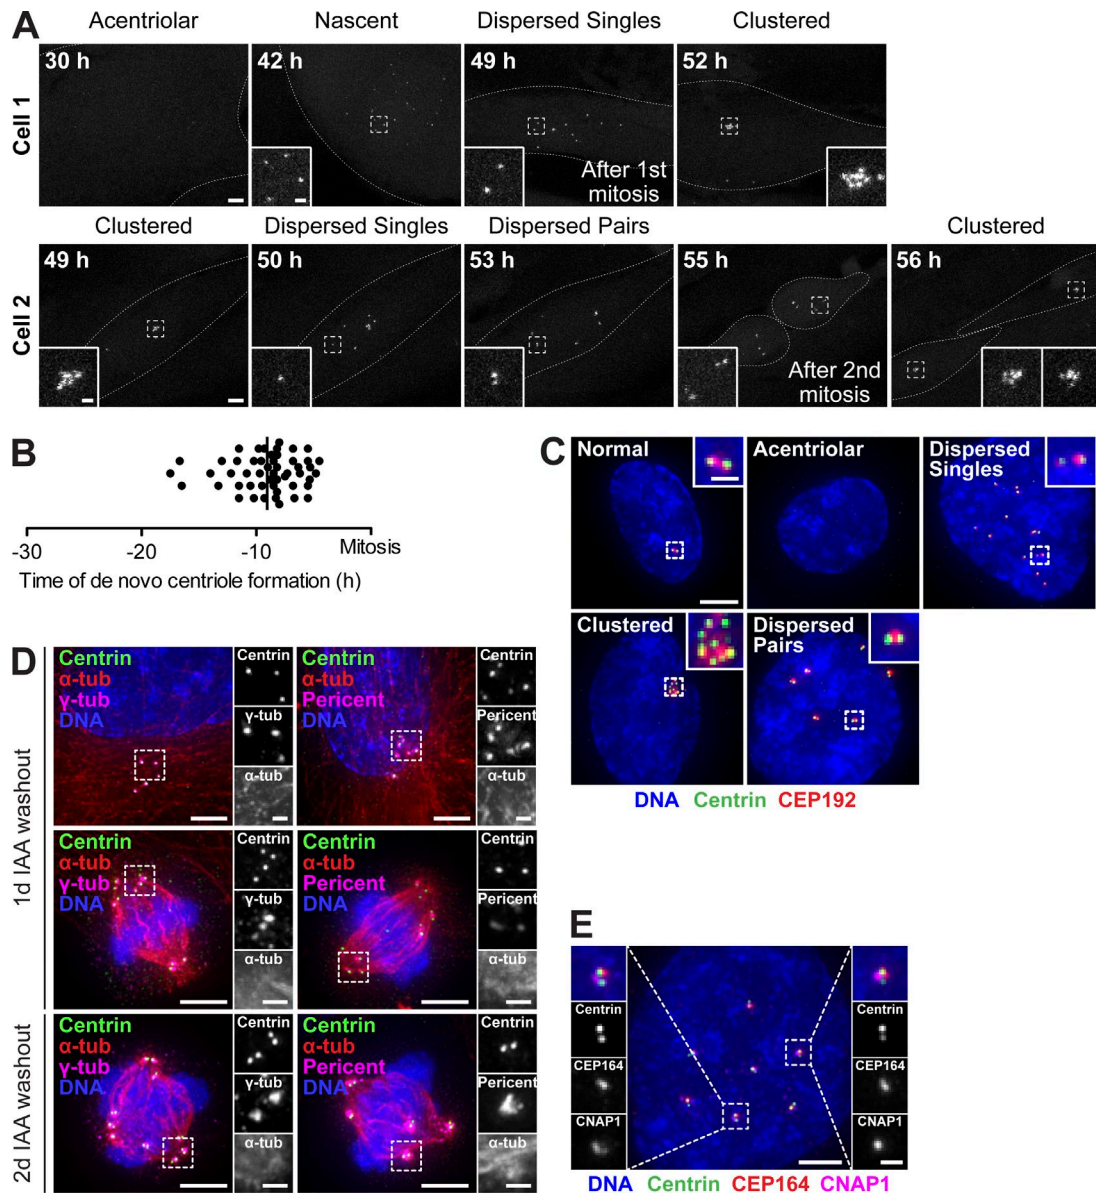 A
Acentriolar
Nascent
Dispersed Singles
Clustered
Cell 1
30 h
42 h
49 h
52 h
After 1st
mitosis
Clustered
Dispersed Singles
Dispersed Pairs
Clustered
Cell 2
49 h
50 h
53 h
55 h
56 h
After 2nd
mitosis
B
-30
-20
-10
Mitosis
Time of de novo centriole formation (h)
C
Normal
Acentriolar
Dispersed
Singles
Clustered
Dispersed
Pairs
DNA Centrin CEP192
D
1d IAA washout
Centrin
α-tub
γ-tub
DNA
Centrin
γ-tub
α-tub
Centrin
α-tub
Pericent
DNA
Centrin
Pericent
α-tub
Centrin
α-tub
γ-tub
DNA
Centrin
γ-tub
α-tub
Centrin
α-tub
Pericent
DNA
Centrin
Pericent
α-tub
2d IAA washout
Centrin
α-tub
γ-tub
DNA
Centrin
γ-tub
α-tub
Centrin
α-tub
Pericent
DNA
Centrin
Pericent
α-tub
E
Centrin
CEP164
CNAP1
Centrin
CEP164
CNAP1
DNA Centrin CEP164 CNAP1